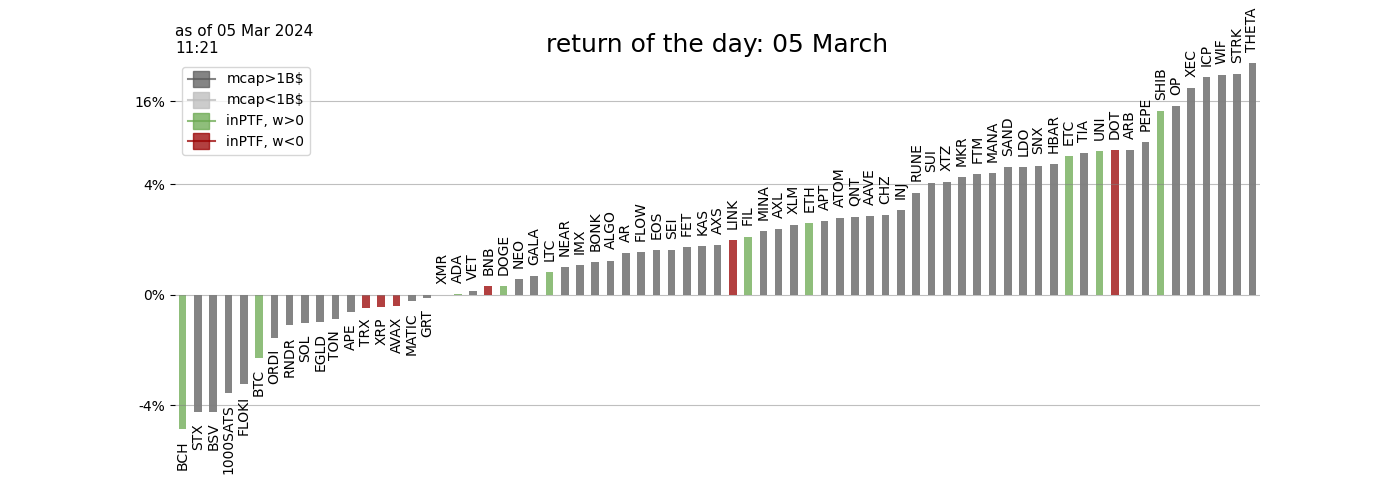 as of 05 Mar 2024
11:21
return of the day: 05 March
mcap>1B$
mcap<1B$
inPTF, w>0
inPTF, w<0
16%
4%
0%
-4%
BCH
STX
BSV
1000SATS
FLOKI
BTC
ORDI
RNDR
SOL
EGLD
TON
APE
TRX
XRP
AVAX
MATIC
GRT
XMR
ADA
VET
BNB
DOGE
NEO
GALA
LTC
NEAR
IMX
BONK
ALGO
AR
FLOW
EOS
SEI
FET
KAS
AXS
LINK
FIL
MINA
AXL
XLM
ETH
APT
ATOM
QNT
AAVE
CHZ
INJ
RUNE
SUI
XTZ
MKR
FTM
MANA
SAND
LDO
SNX
HBAR
ETC
TIA
UNI
DOT
ARB
PEPE
SHIB
OP
XEC
ICP
WIF
STRK
THETA